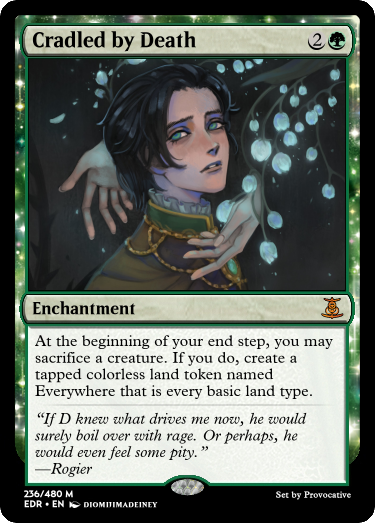 Cradled by Death 2
Enchantment
At the beginning of your end step, you may
sacrifice a creature. If you do, create a
tapped colorless land token named
Everywhere that is every basic land type.
“If D knew what drives me now, he would
surely boil over with rage. Or perhaps, he
would even feel some pity.”
—Rogier
236/480 M
EDR • EN DIOMIJIMADEINEY
Set by Provocative